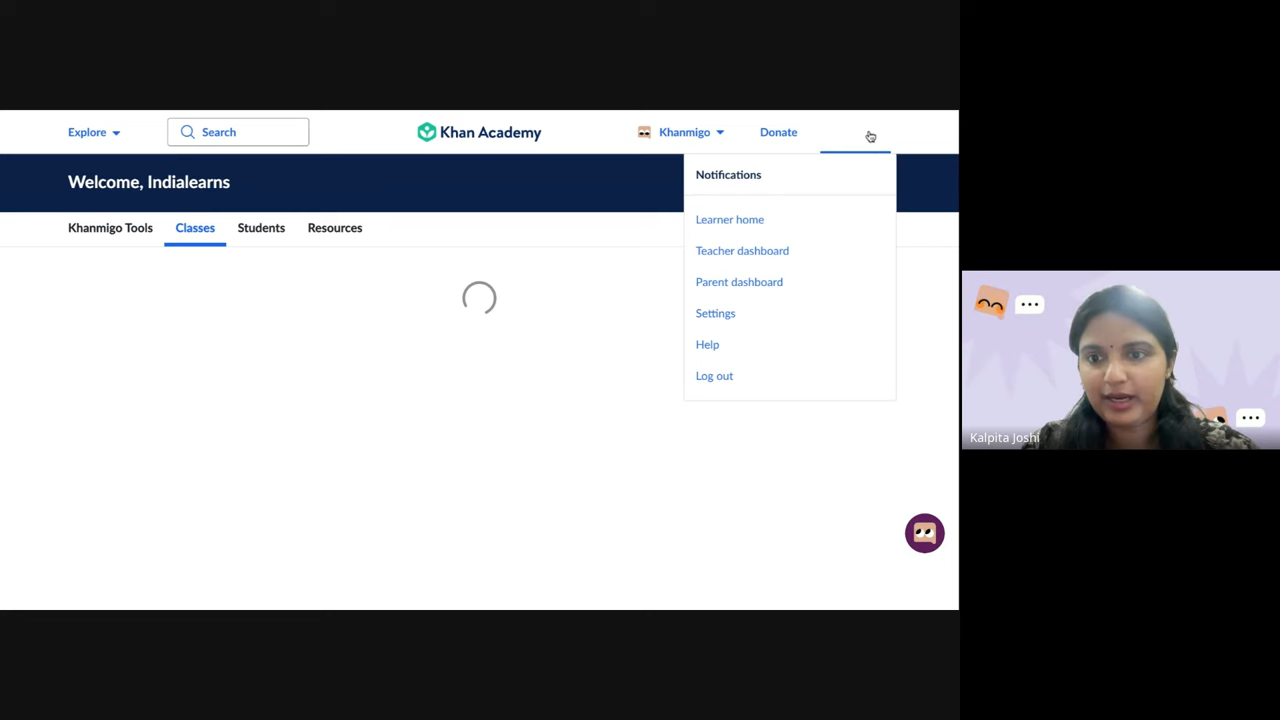 Explore
Search
Khan Academy
Khanmigo
Donate
Welcome, Indialearns
Notifications
Khanmigo Tools
Classes
Students
Resources
Learner home
Teacher dashboard
Parent dashboard
Settings
Help
Log out
Kalpita Joshi